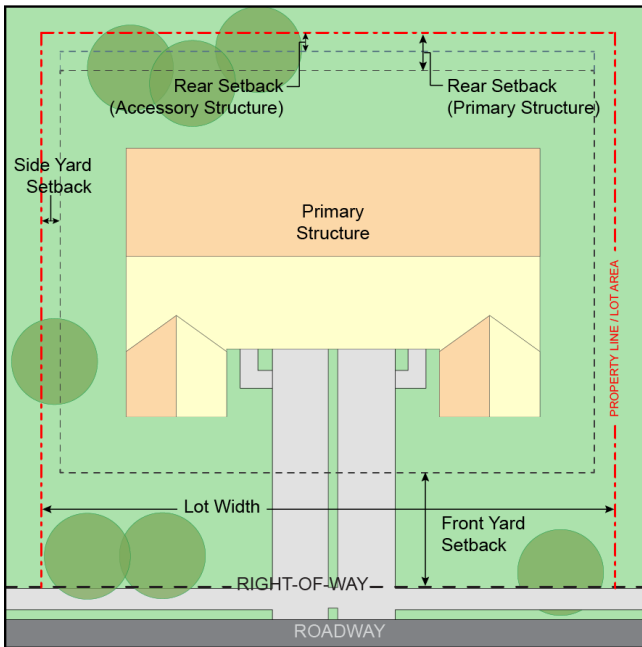 Rear Setback
(Accessory Structure)
Rear Setback
(Primary Structure)
Side Yard
Setback
Primary
Structure
PROPERTY LINE / LOT AREA
Lot Width
Front Yard
Setback
RIGHT-OF-WAY
ROADWAY